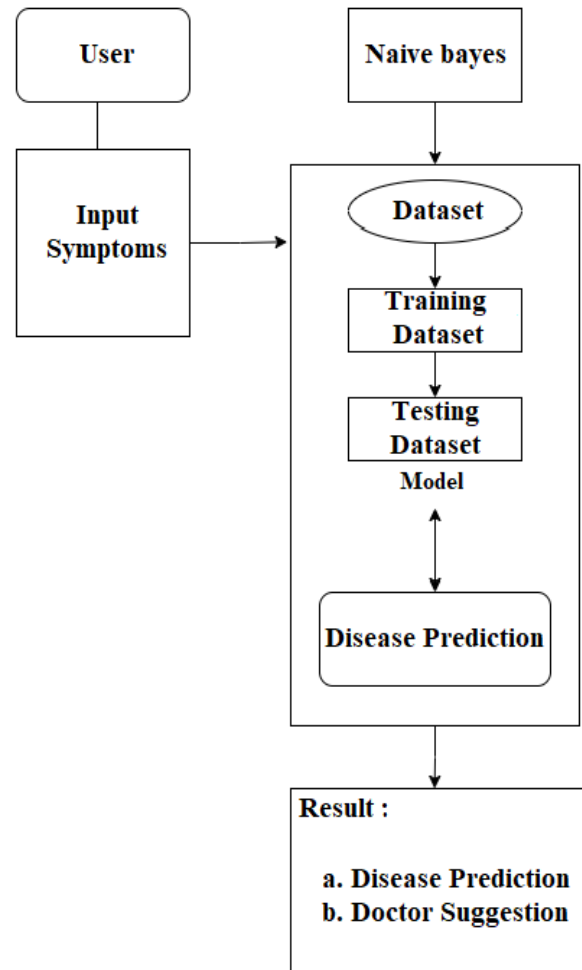 User
Naive bayes
Input
Symptoms
Dataset
Training
Dataset
Testing
Dataset
Model
Disease Prediction
Result :
a. Disease Prediction
b. Doctor Suggestion